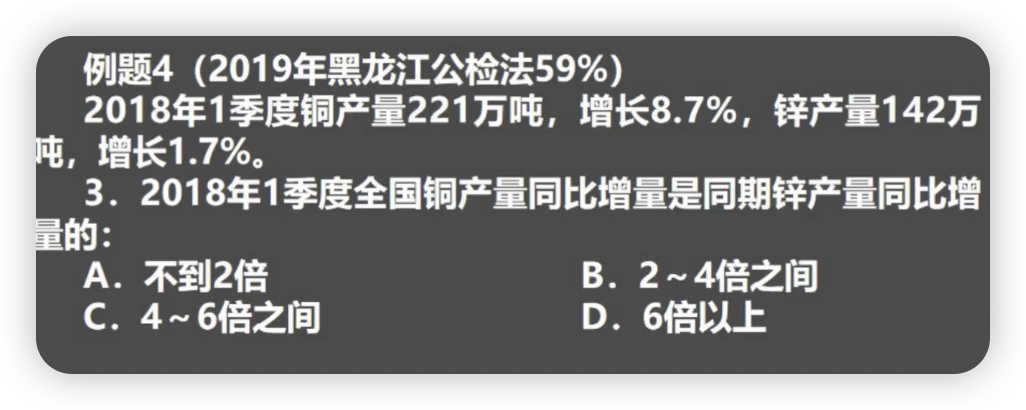 例题4（2019年黑龙江公检法59%）
2018年1季度铜产量221万吨，增长8.7%，锌产量142万
吨，增长1.7%。
3．2018年1季度全国铜产量同比增量是同期锌产量同比增
量的：
A．不到2倍 B．2～4倍之间
C．4～6倍之间 D．6倍以上